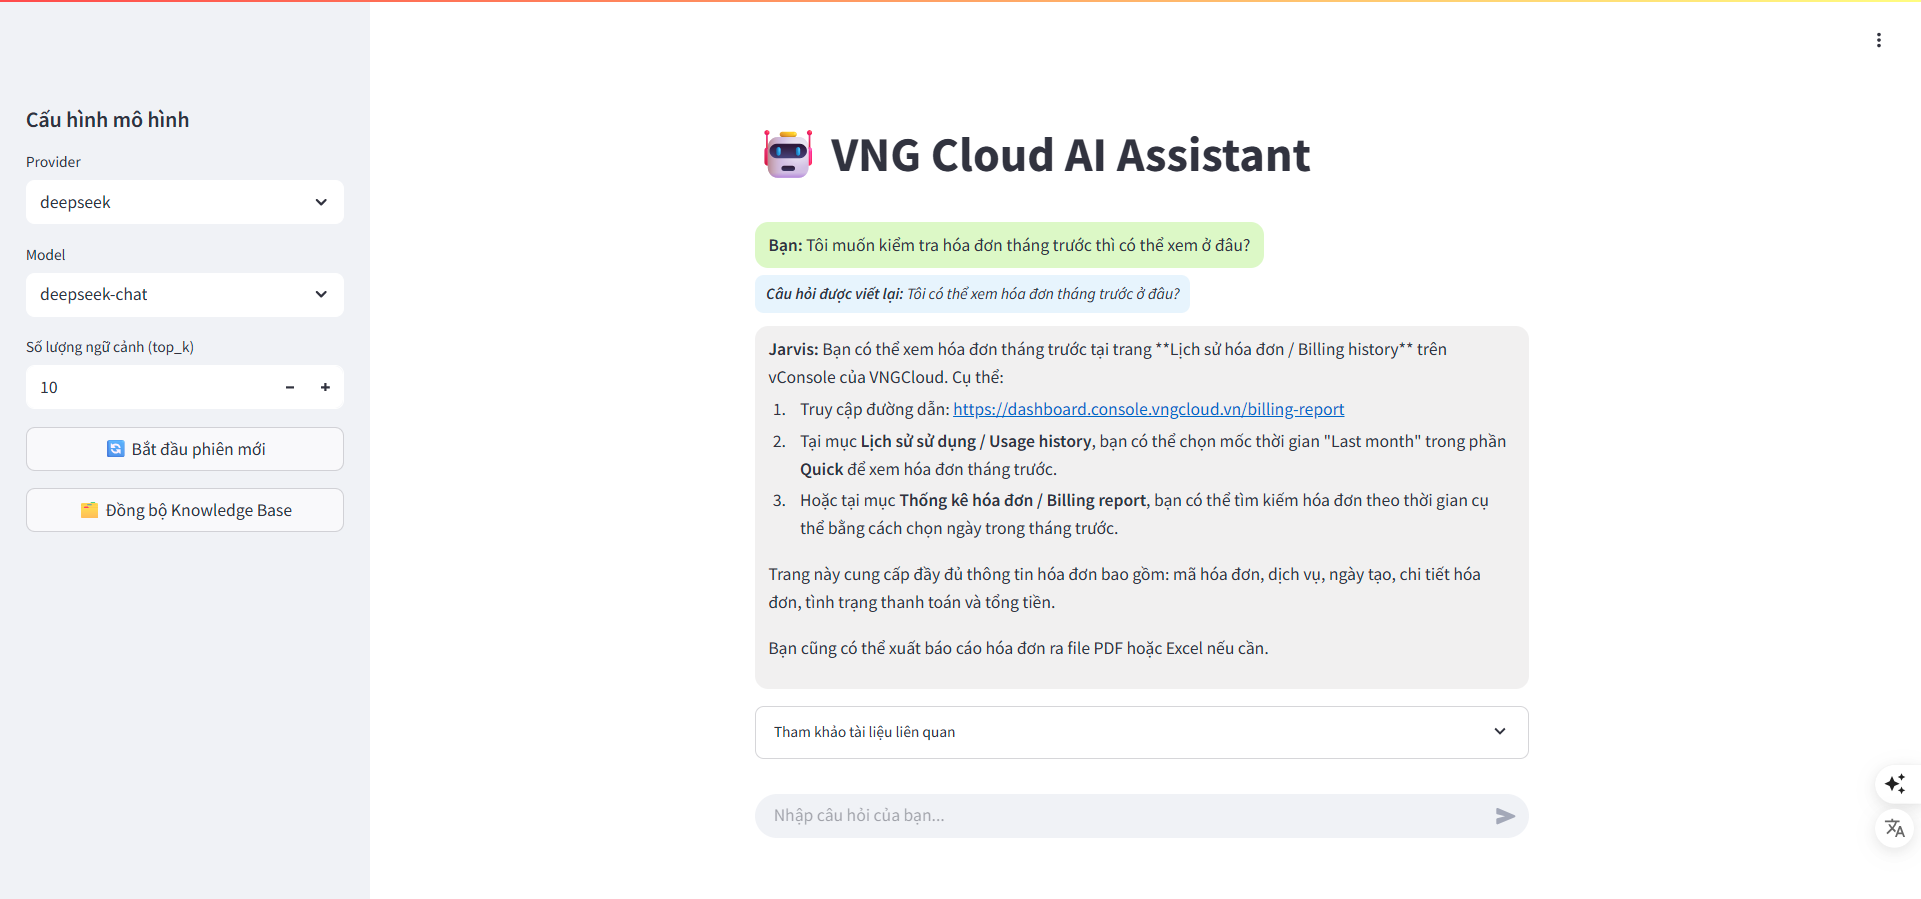 Cấu hình mô hình
Provider
deepseek
Model
deepseek-chat
Số lượng ngữ cảnh (top_k)
10
Bắt đầu phiên mới
Đồng bộ Knowledge Base
VNG Cloud AI Assistant
Bạn: Tôi muốn kiểm tra hóa đơn tháng trước thì có thể xem ở đâu?
Câu hỏi được viết lại: Tôi có thể xem hóa đơn tháng trước ở đâu?
Jarvis: Bạn có thể xem hóa đơn tháng trước tại trang **Lịch sử hóa đơn / Billing history** trên
vConsole của VNGCloud. Cụ thể:
1. Truy cập đường dẫn: https://dashboard.console.vngcloud.vn/billing-report
2. Tại mục Lịch sử sử dụng / Usage history, bạn có thể chọn mốc thời gian "Last month" trong phần
Quick để xem hóa đơn tháng trước.
3. Hoặc tại mục Thống kê hóa đơn / Billing report, bạn có thể tìm kiếm hóa đơn theo thời gian cụ
thể bằng cách chọn ngày trong tháng trước.
Trang này cung cấp đầy đủ thông tin hóa đơn bao gồm: mã hóa đơn, dịch vụ, ngày tạo, chi tiết hóa
đơn, tình trạng thanh toán và tổng tiền.
Bạn cũng có thể xuất báo cáo hóa đơn ra file PDF hoặc Excel nếu cần.
Tham khảo tài liệu liên quan
Nhập câu hỏi của bạn...